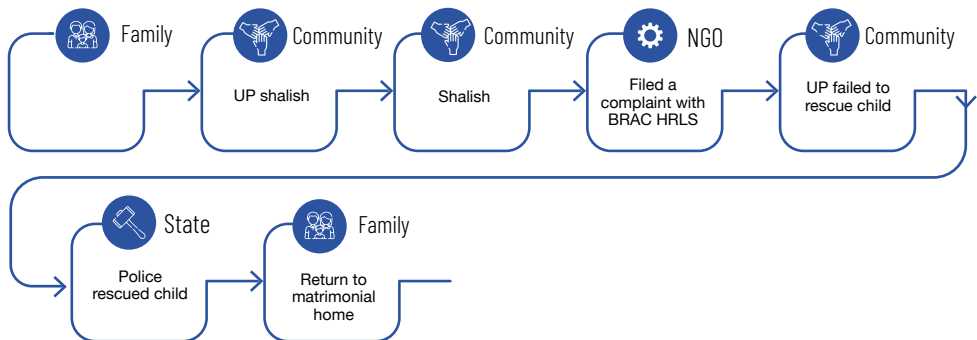 Family
Community
UP shalish
Community
Shalish
NGO
Filed a
complaint with
BRAC HRLS
Community
UP failed to
rescue child
State
Police
rescued child
Family
Return to
matrimonial
home